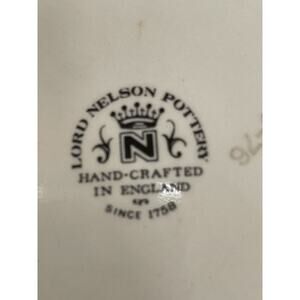 LORD NELSON POTTERY
N
HAND-CRAFTED
IN ENGLAND
SINCE 1758